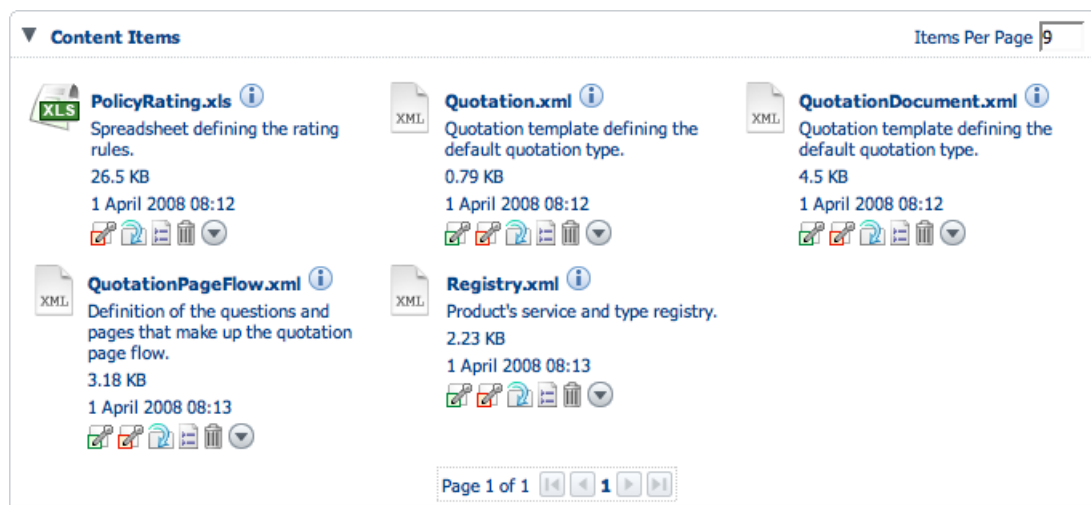 Content Items
Items Per Page 9
XLS
PolicyRating.xls
Spreadsheet defining the rating
rules.
26.5 KB
1 April 2008 08:12
XML
Quotation.xml
Quotation template defining the
default quotation type.
0.79 KB
1 April 2008 08:12
XML
QuotationDocument.xml
Quotation template defining the
default quotation type.
4.5 KB
1 April 2008 08:12
XML
QuotationPageFlow.xml
Definition of the questions and
pages that make up the quotation
page flow.
3.18 KB
1 April 2008 08:13
XML
Registry.xml
Product's service and type registry.
2.23 KB
1 April 2008 08:13
Page 1 of 1 1